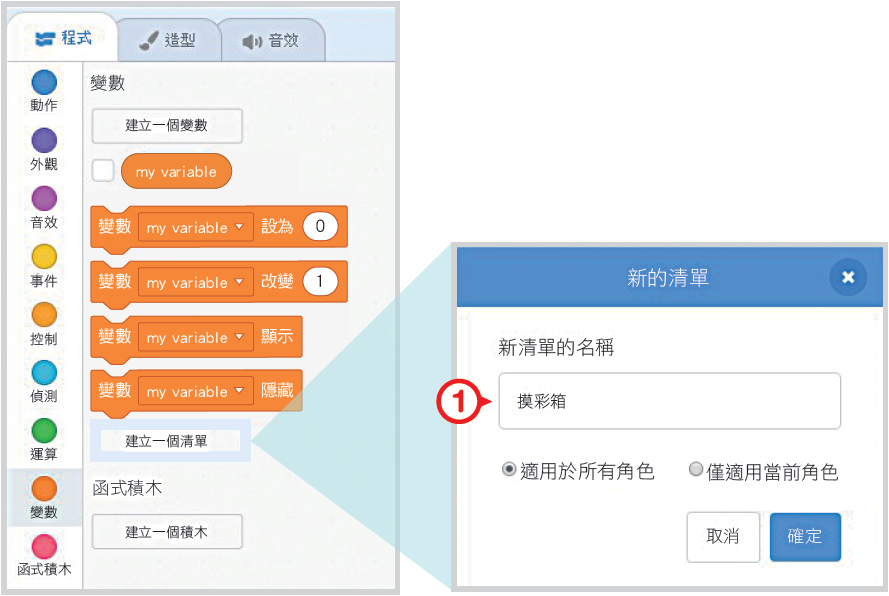 程式 造型 音效
動作
外觀
音效
事件
控制
偵測
運算
變數
函式積木
變數
建立一個變數
my variable
變數 my variable 設為 0
變數 my variable 改變 1
變數 my variable 顯示
變數 my variable 隱藏
建立一個清單
函式積木
建立一個積木
新的清單
新清單的名稱
1 摸彩箱
適用於所有角色 僅適用當前角色
取消 確定